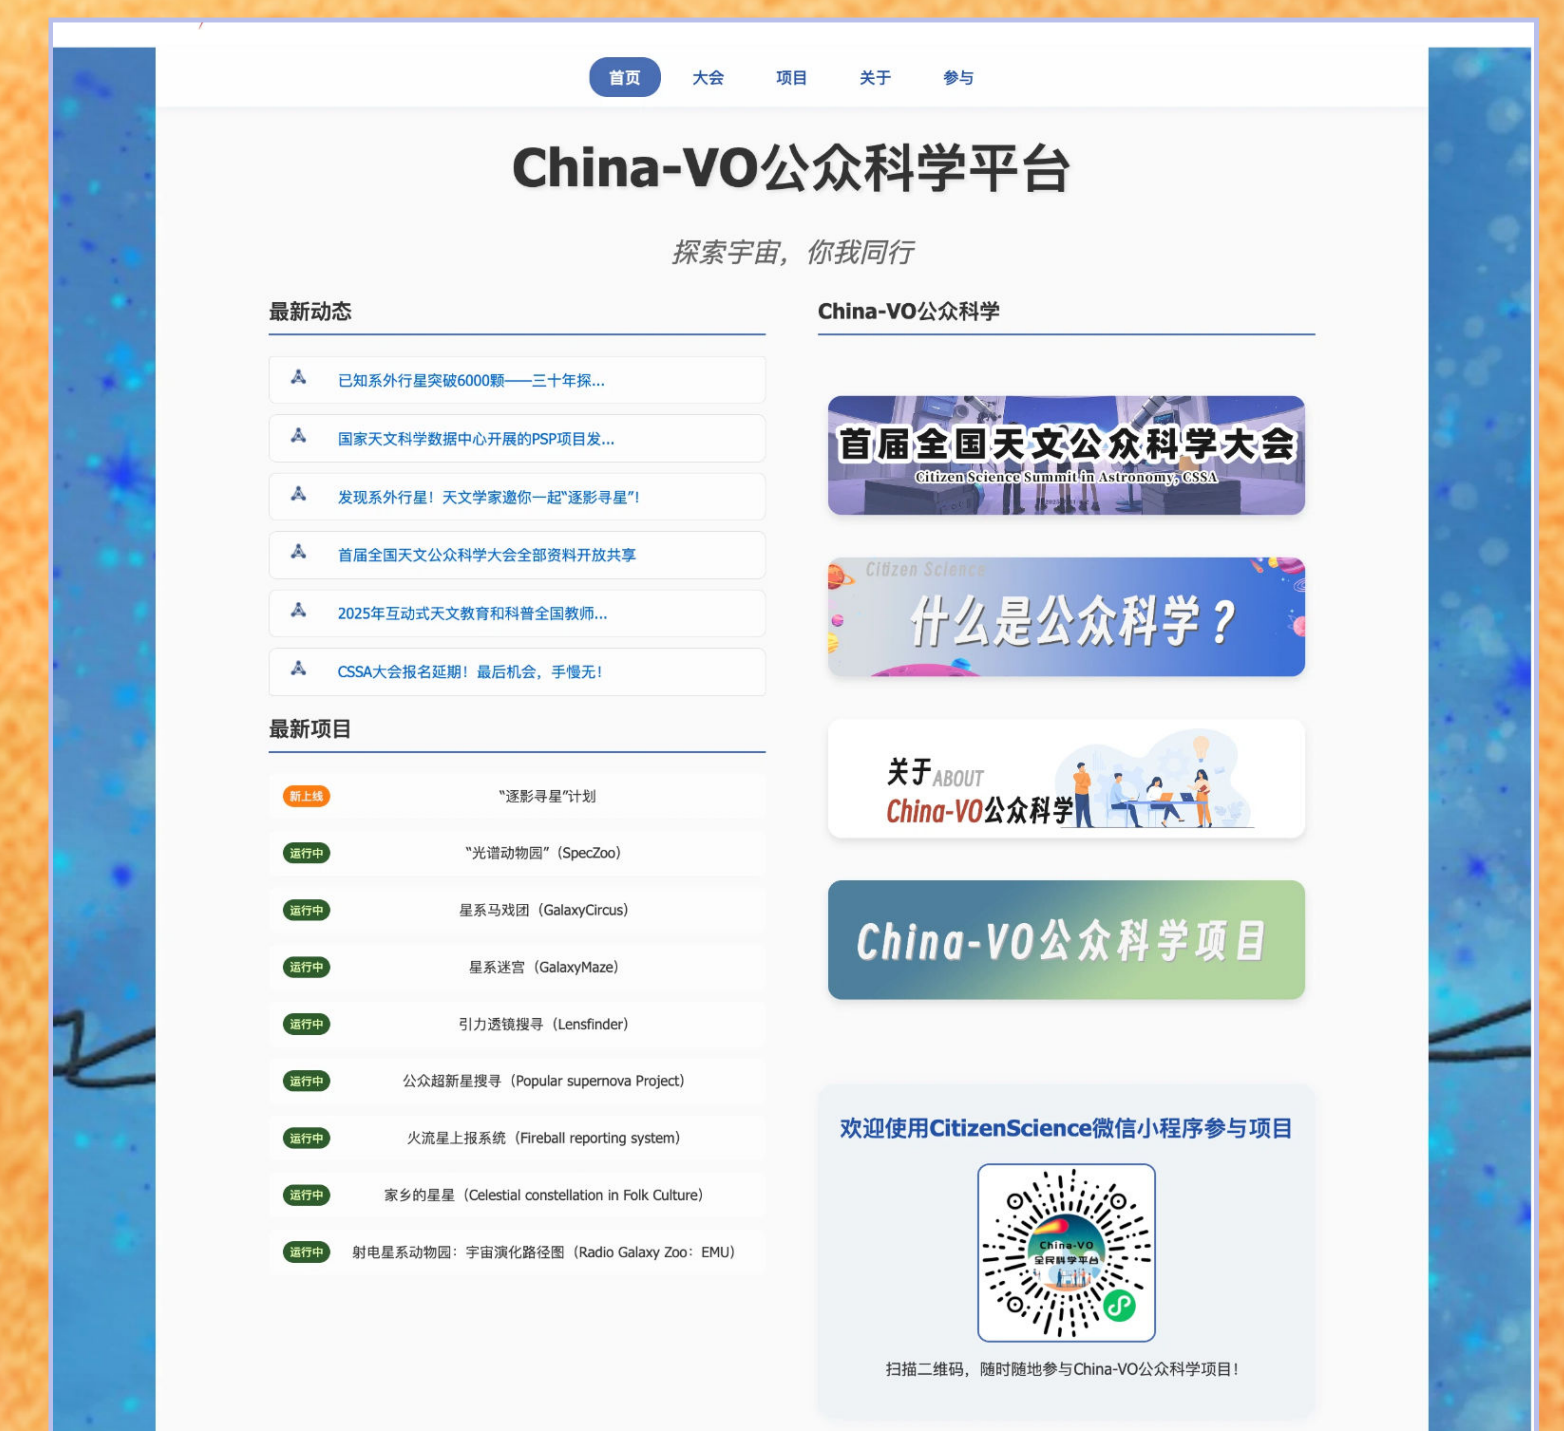 首页
大会
项目
关于
参与
China-VO公众科学平台
探索宇宙，你我同行
最新动态
已知系外行星突破6000颗——三十年探...
国家天文科学数据中心开展的PSP项目发...
发现系外行星！天文学家邀你一起“逐影寻星”！
首届全国天文公众科学大会全部资料开放共享
2025年互动式天文教育和科普全国教师...
CSSA大会报名延期！最后机会，手慢无！
最新项目
新上线 “逐影寻星”计划
运行中 “光谱动物园”（SpecZoo）
运行中 星系马戏团（GalaxyCircus）
运行中 星系迷宫（GalaxyMaze）
运行中 引力透镜搜寻（Lensfinder）
运行中 公众超新星搜寻（Popular supernova Project）
运行中 火流星上报系统（Fireball reporting system）
运行中 家乡的星星（Celestial constellation in Folk Culture）
运行中 射电星系动物园：宇宙演化路径图（Radio Galaxy Zoo：EMU）
China-VO公众科学
首届全国天文公众科学大会
Citizen Science Summit in Astronomy, CSSA
Citizen Science
什么是公众科学？
关于ABOUT
China-VO公众科学
China-VO公众科学项目
欢迎使用CitizenScience微信小程序参与项目
China-VO
全民科学平台
扫描二维码，随时随地参与China-VO公众科学项目！